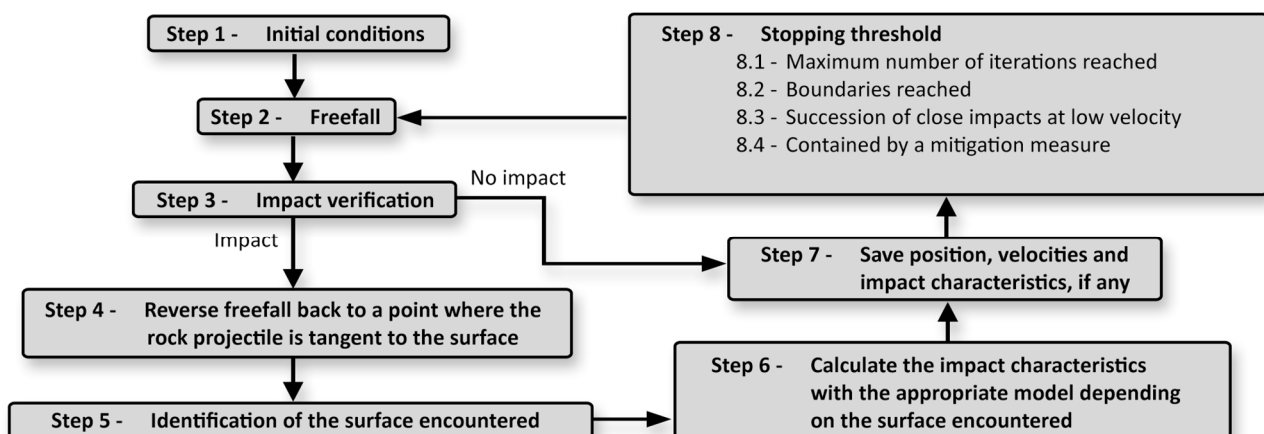 Step 1 - Initial conditions
Step 2 - Freefall
Step 3 - Impact verification
No impact
Impact
Step 4 - Reverse freefall back to a point where the
rock projectile is tangent to the surface
Step 5 - Identification of the surface encountered
Step 6 - Calculate the impact characteristics
with the appropriate model depending
on the surface encountered
Step 7 - Save position, velocities and
impact characteristics, if any
Step 8 - Stopping threshold
8.1 - Maximum number of iterations reached
8.2 - Boundaries reached
8.3 - Succession of close impacts at low velocity
8.4 - Contained by a mitigation measure